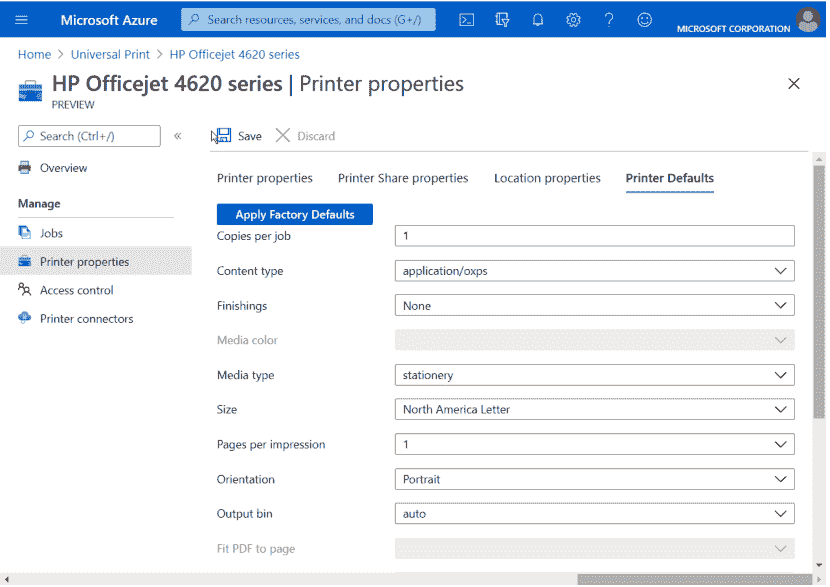 Microsoft Azure
Search resources, services, and docs (G+/)
MICROSOFT CORPORATION
Home > Universal Print > HP Officejet 4620 series
HP Officejet 4620 series | Printer properties
PREVIEW
Search (Ctrl+/)
«
Save
Discard
Overview
Manage
Jobs
Printer properties
Access control
Printer connectors
Printer properties
Printer Share properties
Location properties
Printer Defaults
Apply Factory Defaults
Copies per job 1
Content type application/oxps
Finishings None
Media color
Media type stationery
Size North America Letter
Pages per impression 1
Orientation Portrait
Output bin auto
Fit PDF to page